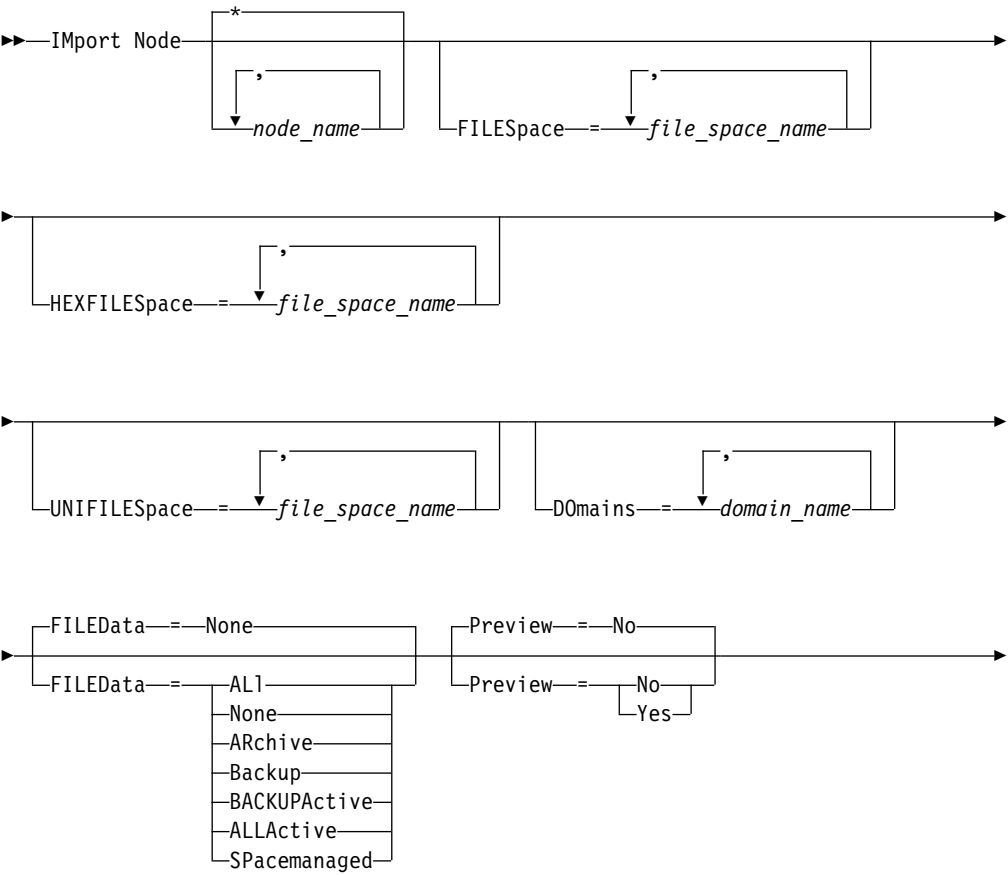 *
IMport Node
,
node_name
,
FILESpace = file_space_name
,
HEXFILESpace = file_space_name
,
UNIFILESpace = file_space_name
,
DOmains = domain_name
FILEData = None
Preview = No
FILEData = ALl
None
ARchive
Backup
BACKUPActive
ALLActive
SPacemanaged
Preview = No
Yes